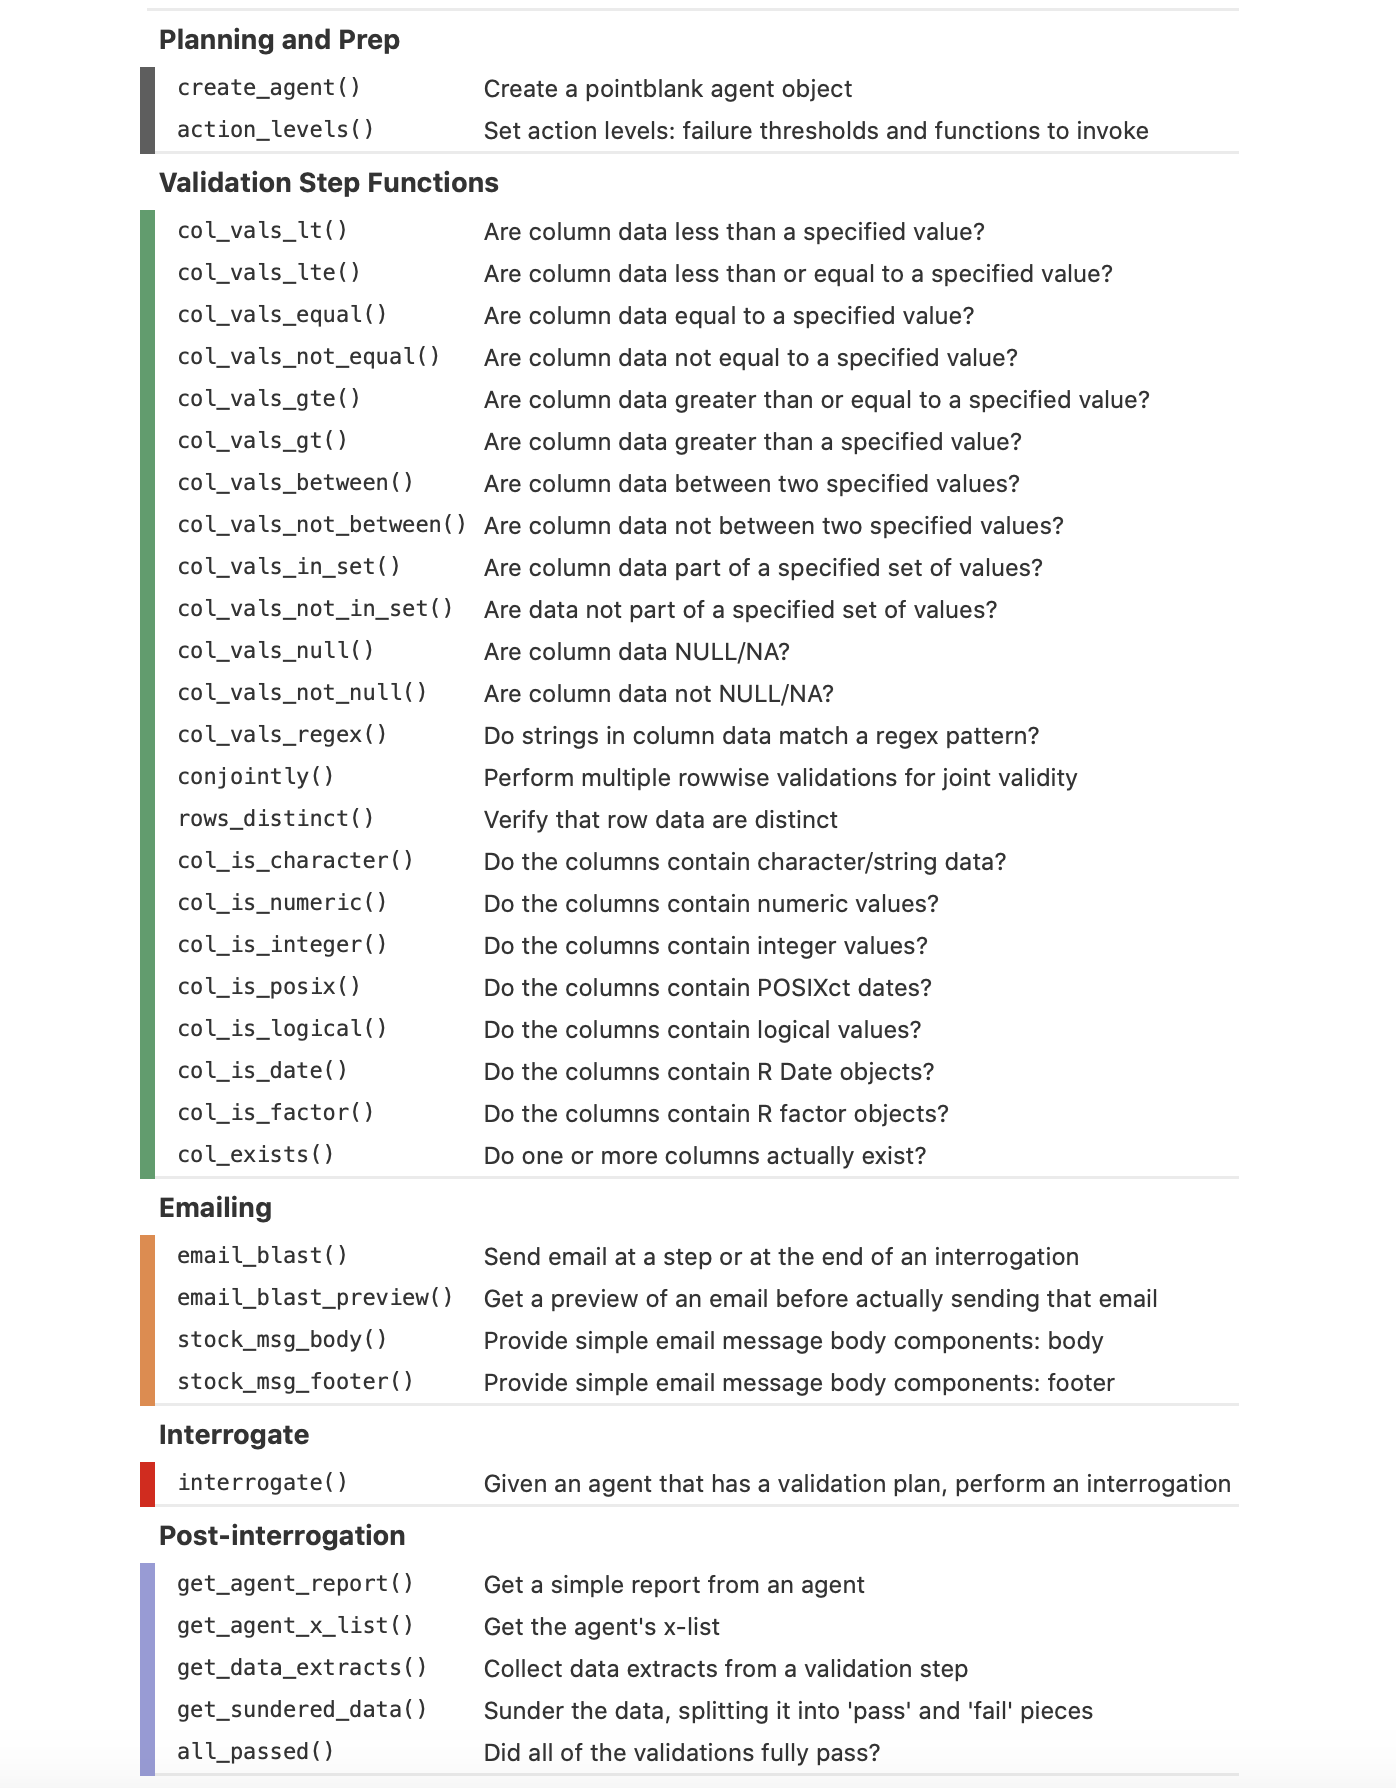 Planning and Prep
create_agent() Create a pointblank agent object
action_levels() Set action levels: failure thresholds and functions to invoke
Validation Step Functions
col_vals_lt() Are column data less than a specified value?
col_vals_lte() Are column data less than or equal to a specified value?
col_vals_equal() Are column data equal to a specified value?
col_vals_not_equal() Are column data not equal to a specified value?
col_vals_gte() Are column data greater than or equal to a specified value?
col_vals_gt() Are column data greater than a specified value?
col_vals_between() Are column data between two specified values?
col_vals_not_between() Are column data not between two specified values?
col_vals_in_set() Are column data part of a specified set of values?
col_vals_not_in_set() Are data not part of a specified set of values?
col_vals_null() Are column data NULL/NA?
col_vals_not_null() Are column data not NULL/NA?
col_vals_regex() Do strings in column data match a regex pattern?
conjointly() Perform multiple rowwise validations for joint validity
rows_distinct() Verify that row data are distinct
col_is_character() Do the columns contain character/string data?
col_is_numeric() Do the columns contain numeric values?
col_is_integer() Do the columns contain integer values?
col_is_posix() Do the columns contain POSIXct dates?
col_is_logical() Do the columns contain logical values?
col_is_date() Do the columns contain R Date objects?
col_is_factor() Do the columns contain R factor objects?
col_exists() Do one or more columns actually exist?
Emailing
email_blast() Send email at a step or at the end of an interrogation
email_blast_preview() Get a preview of an email before actually sending that email
stock_msg_body() Provide simple email message body components: body
stock_msg_footer() Provide simple email message body components: footer
Interrogate
interrogate() Given an agent that has a validation plan, perform an interrogation
Post-interrogation
get_agent_report() Get a simple report from an agent
get_agent_x_list() Get the agent's x-list
get_data_extracts() Collect data extracts from a validation step
get_sundered_data() Sunder the data, splitting it into 'pass' and 'fail' pieces
all_passed() Did all of the validations fully pass?